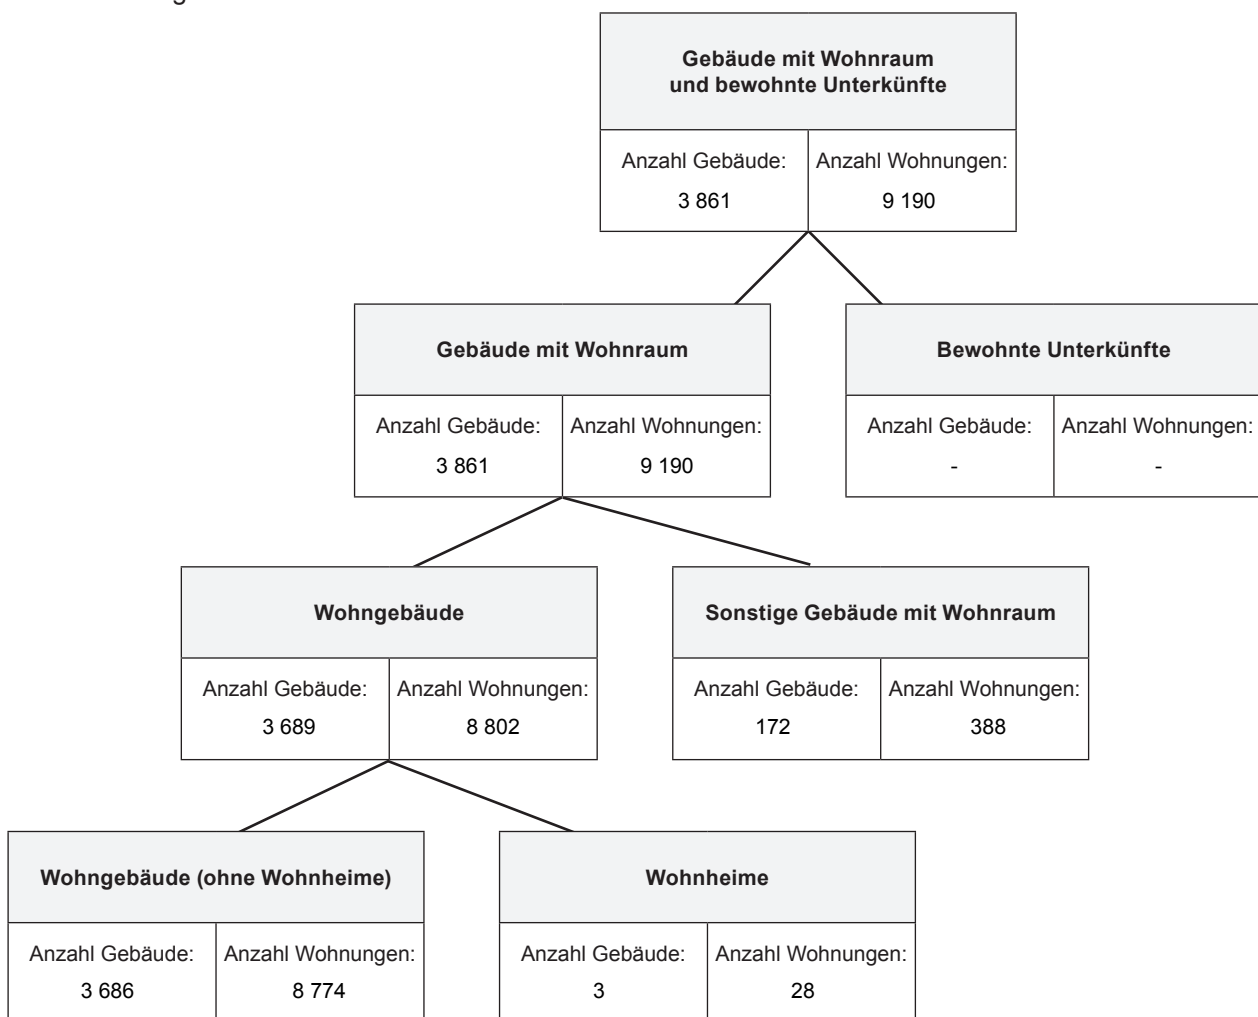 g
Gebäude mit Wohnraum
und bewohnte Unterkünfte
Anzahl Gebäude:
3 861
Anzahl Wohnungen:
9 190
Gebäude mit Wohnraum
Anzahl Gebäude:
3 861
Anzahl Wohnungen:
9 190
Bewohnte Unterkünfte
Anzahl Gebäude:
-
Anzahl Wohnungen:
-
Wohngebäude
Anzahl Gebäude:
3 689
Anzahl Wohnungen:
8 802
Sonstige Gebäude mit Wohnraum
Anzahl Gebäude:
172
Anzahl Wohnungen:
388
Wohngebäude (ohne Wohnheime)
Anzahl Gebäude:
3 686
Anzahl Wohnungen:
8 774
Wohnheime
Anzahl Gebäude:
3
Anzahl Wohnungen:
28